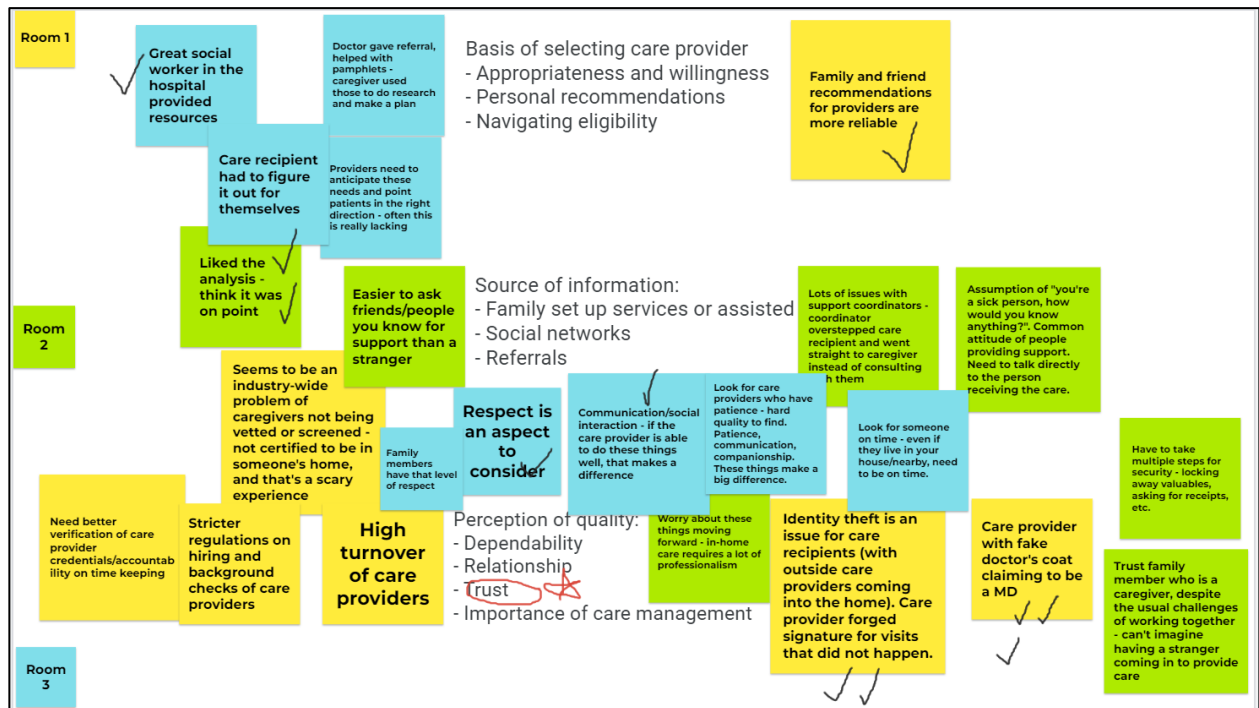 Room 1
Great social
worker in the
hospital
provided
resources
Doctor gave referral,
helped with
pamphlets -
caregiver used
those to do research
and make a plan
Basis of selecting care provider
- Appropriateness and willingness
- Personal recommendations
- Navigating eligibility
Family and friend
recommendations
for providers are
more reliable
Care recipient
had to figure
it out for
themselves
Providers need to
anticipate these
needs and point
patients in the right
direction - often this
is really lacking
Liked the
analysis -
think it was
on point
Room
2
Easier to ask
friends/people
you know for
support than a
stranger
Source of information:
- Family set up services or assisted
- Social networks
- Referrals
Lots of issues with
support coordinators -
coordinator
overstepped care
recipient and went
straight to caregiver
instead of consulting
them
Assumption of "you're
a sick person, how
would you know
anything?". Common
attitude of people
providing support.
Need to talk directly
to the person
receiving the care.
Seems to be an
industry-wide
problem of
caregivers not being
vetted or screened -
not certified to be in
someone's home,
and that's a scary
experience
Family
members
have that level
of respect
Respect is
an aspect
to
consider
Communication/social
interaction - if the
care provider is able
to do these things
well, that makes a
difference
Look for care
providers who have
patience - hard
quality to find.
Patience,
communication,
companionship.
These things make a
big difference.
Look for someone
on time - even if
they live in your
house/nearby, need
to be on time.
Have to take
multiple steps for
security - locking
away valuables,
asking for receipts,
etc.
Need better
verification of care
provider
credentials/accountab
ility on time keeping
Stricter
regulations on
hiring and
background
checks of care
providers
High
turnover
of care
providers
Perception of quality:
- Dependability
- Relationship
- Trust
- Importance of care management
Worry about these
things moving
forward - in-home
care requires a lot of
professionalism
Identity theft is an
issue for care
recipients (with
outside care
providers coming
into the home). Care
provider forged
signature for visits
that did not happen.
Care provider
with fake
doctor's coat
claiming to be
a MD
Trust family
member who is a
caregiver, despite
the usual challenges
of working together
- can't imagine
having a stranger
coming in to provide
care
Room
3